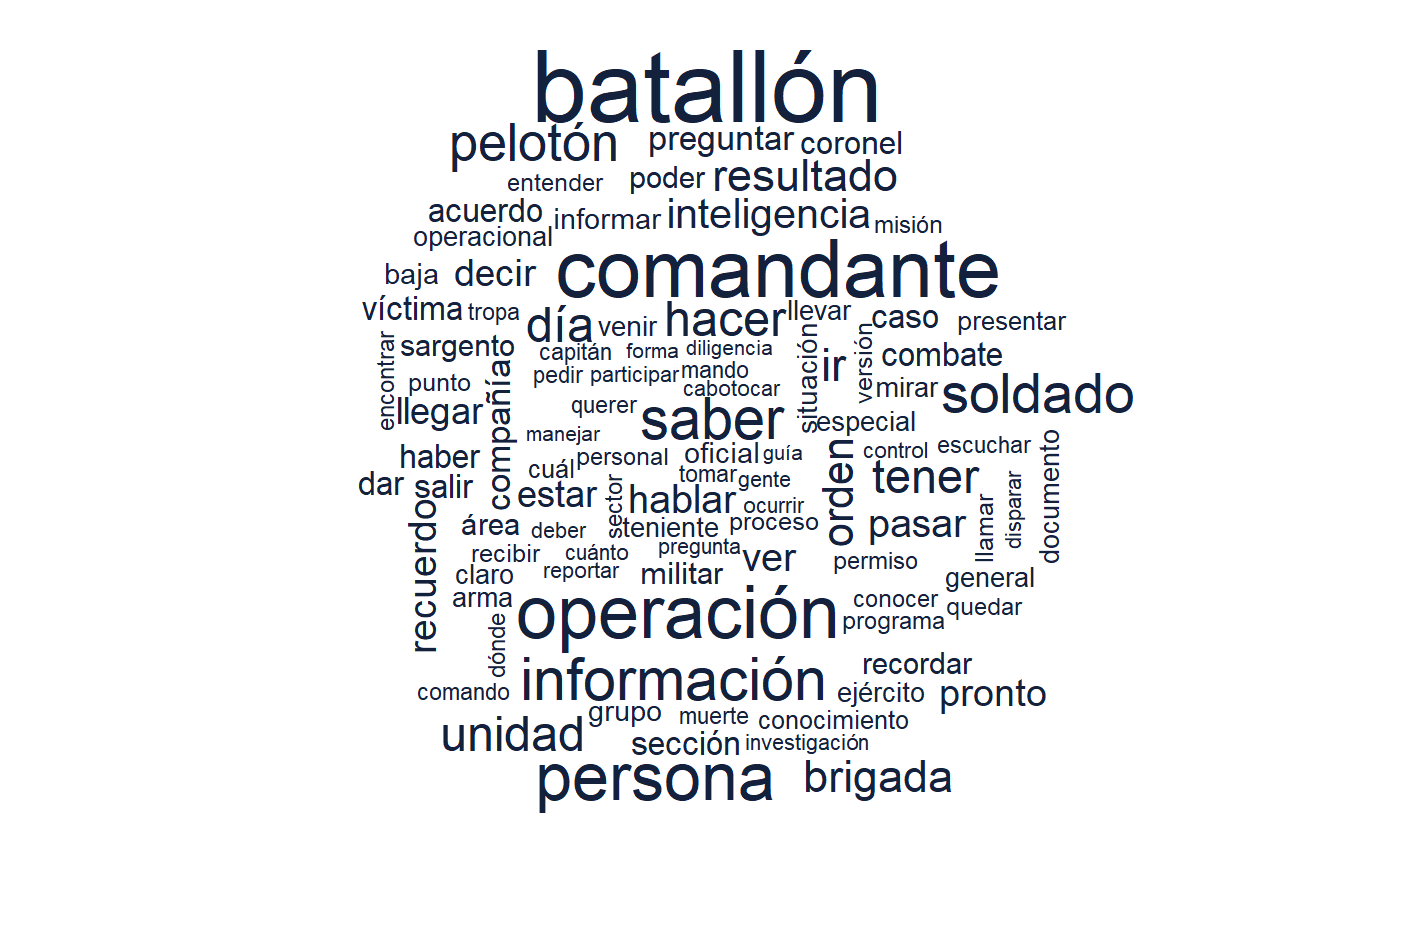 batallón
pelotón preguntar coronel
entender poder resultado
acuerdo informar inteligencia misión
operacional
baja decir comandante
víctima tropa día venir hacer llevar caso presentar
sargento capitán forma diligencia situación ir versión combate
encontrar punto compañía pedir participar mando mirar
cabotocar
llegar querer saber especial soldado
manejar
haber cuál personal oficial guía orden control escuchar documento
dar salir estar sector hablar tomar gente tener llamar disparar
ocurrir
recuerdo área deber teniente proceso pasar
recibir cuánto pregunta ver permiso
claro reportar militar general
arma operación conocer quedar
dónde programa
comando información recordar
ejército pronto
unidad grupo muerte conocimiento
sección investigación
persona brigada